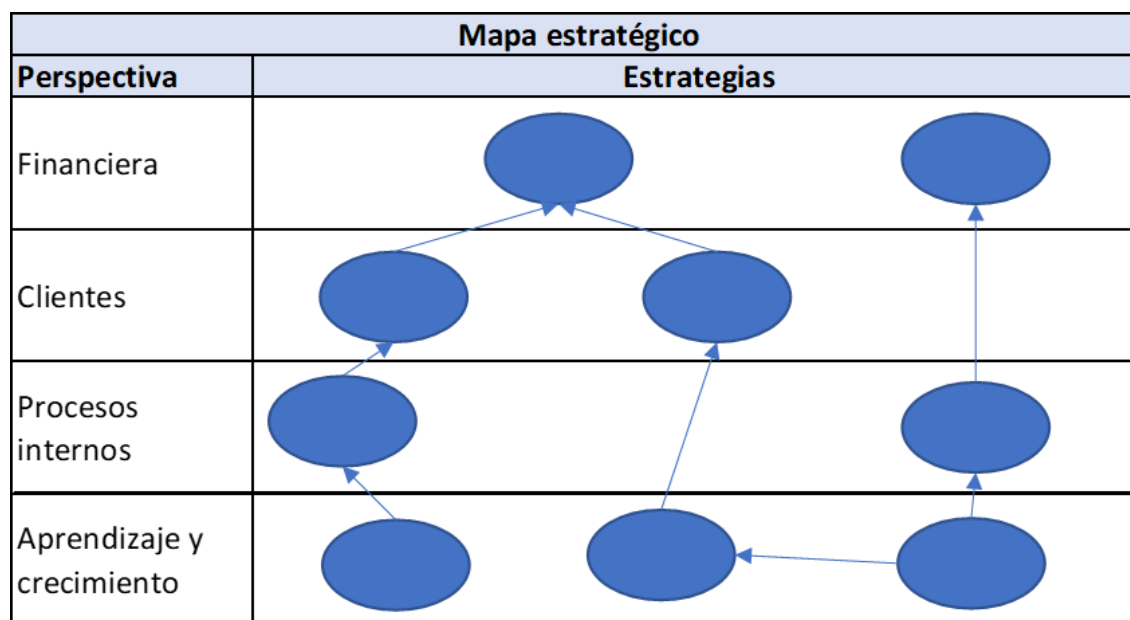 Mapa estratégico
Perspectiva
Estrategias
Financiera
Clientes
Procesos
internos
Aprendizaje y
crecimiento